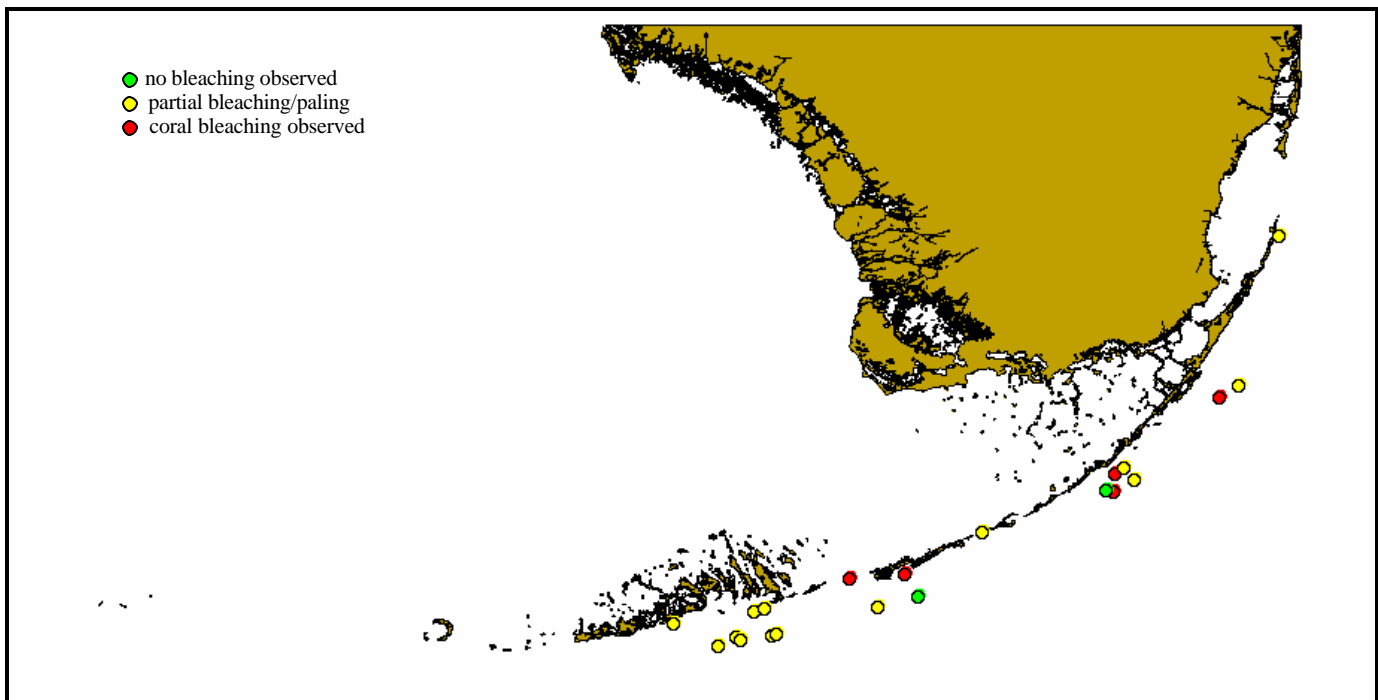 no bleaching observed
partial bleaching/paling
coral bleaching observed